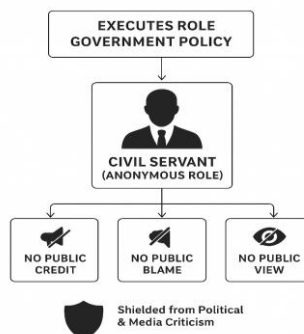 EXECUTES ROLE
GOVERNMENT POLICY
CIVIL SERVANT
(ANONYMOUS ROLE)
NO PUBLIC
CREDIT
NO PUBLIC
BLAME
NO PUBLIC
VIEW
Shielded from Political
& Media Criticism